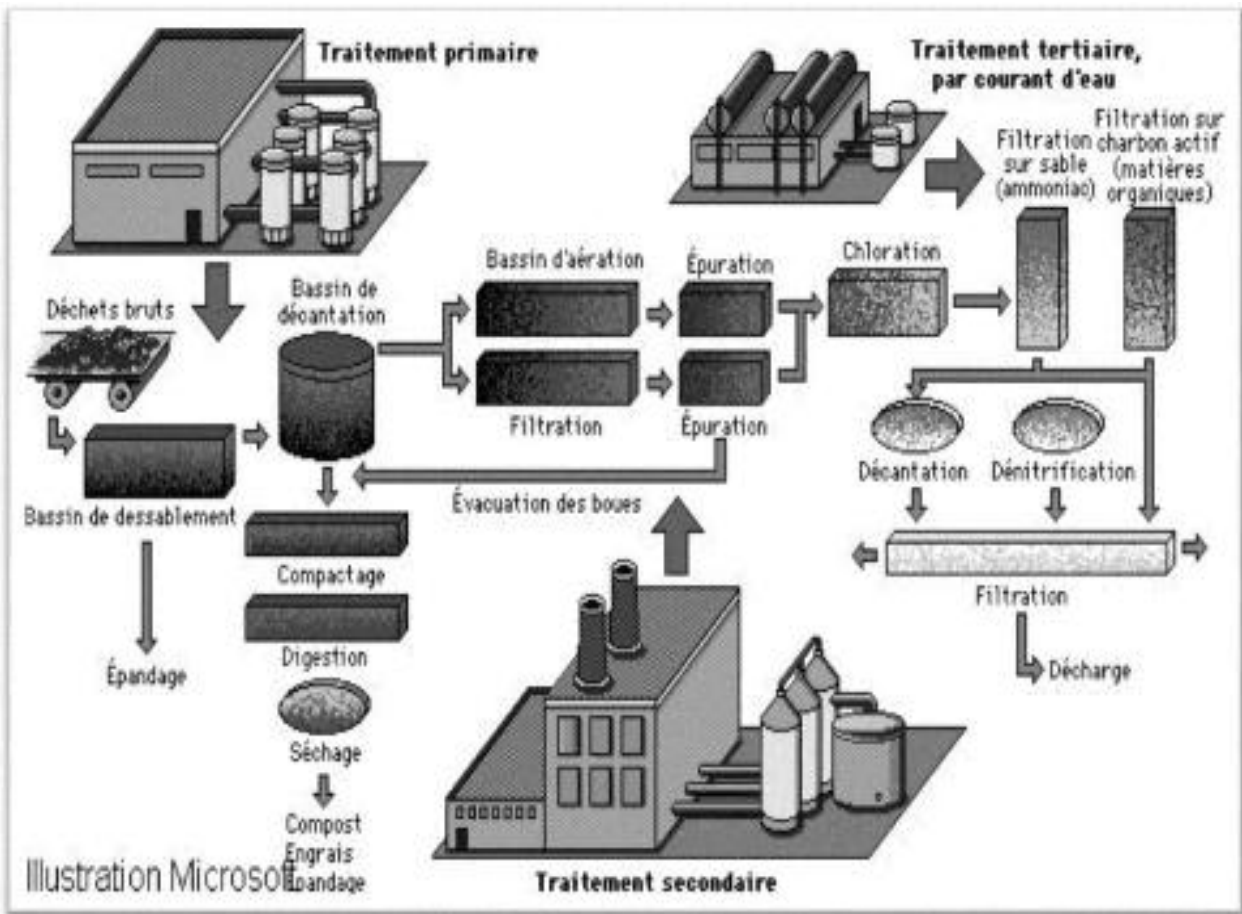 Traitement primaire
Traitement tertiaire,
par courant d'eau
Filtration
sur sable
(ammoniac)
Filtration sur
charbon actif
(matières
organiques)
Déchets bruts
Bassin de
décantation
Bassin d'aération
Épuration
Chloration
Filtration
Épuration
Bassin de dessablement
Évacuation des boues
Décantation
Dénitrification
Compactage
Filtration
Digestion
Épandage
Décharge
Séchage
Compost
Engrais
Épandage
Illustration Microsoft
Traitement secondaire